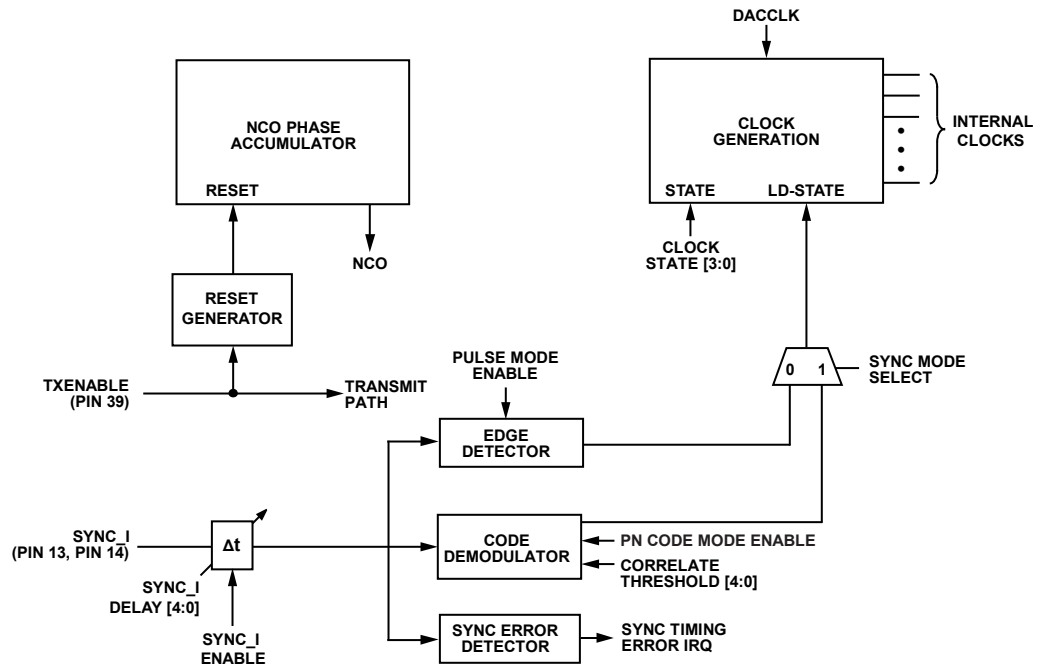 DACCLK
NCO PHASE
ACCUMULATOR
RESET
CLOCK
GENERATION
STATE
LD-STATE
INTERNAL
CLOCKS
NCO
CLOCK
STATE [3:0]
RESET
GENERATOR
TXENABLE
(PIN 39)
TRANSMIT
PATH
PULSE MODE
ENABLE
0 1
SYNC MODE
SELECT
EDGE
DETECTOR
SYNC_I
(PIN 13, PIN 14)
Δt
CODE
DEMODULATOR
PN CODE MODE ENABLE
CORRELATE
THRESHOLD [4:0]
SYNC_I
DELAY [4:0]
SYNC_I
ENABLE
SYNC ERROR
DETECTOR
SYNC TIMING
ERROR IRQ